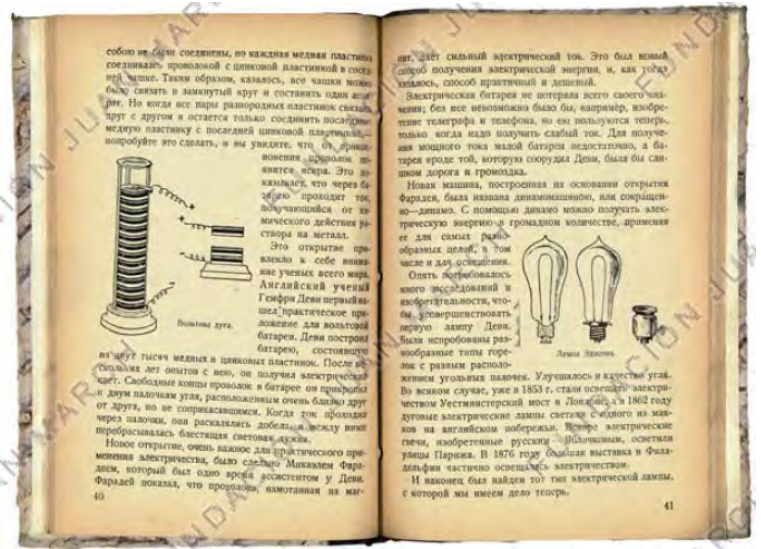 собою не были соединены, но каждая медная пластинка
соединялась проволокой с цинковой пластинкой в сосед-
ней чашке. Таким образом, казалось, все чашки можно
было связать в замкнутый круг и составить один
Но когда все пары разнородных пластинок
друг с другом и остается только соединить последнюю
медную пластинку с последней цинковой пластинкой,—
попробуйте это сделать, и вы увидите, что от прикос-
новения проволок по-
явится искра. Это до-
казывает, что через ба-
тарею проходит ток,
получающийся от хи-
мического действия ра-
створа на металл.
Это открытие при-
влекло к себе внима-
ние ученых всего мира.
Английский ученый
Гемфри Деви первый на-
шел практическое при-
ложение для вольтовой
батареи. Деви построил
батарею, состоявшую
Вольтова дуга.
из двух тысяч медных и цинковых пластинок. После не-
скольких лет опытов с нею, он получил электрический
свет. Свободные концы проволок в батарее он прикрепил
к двум палочкам угля, расположенным очень близко друг
от друга, но не соприкасавшимся. Когда ток проходил
через палочки, они раскалялись добела, и между ними
перебрасывалась блестящая световая дужка.
Новое открытие, очень важное для практического при-
менения электричества, было сделано Микаэлем Фара-
деем, который был одно время ассистентом у Деви.
Фарадей показал, что проволока, намотанная на маг-
40
нит, дает сильный электрический ток. Это был новый
способ получения электрической энергии, и, как тогда
казалось, способ практичный и дешевый.
Электрическая батарея не потеряла всего своего зна-
чения; без нее невозможно было бы, например, изобре-
тение телеграфа и телефона, но ею пользуются теперь,
только когда надо получить слабый ток. Для получе-
ния мощного тока малой батареи недостаточно, а ба-
тарея вроде той, которую соорудил Деви, была бы слиш-
ком дорога и громоздка.
Новая машина, построенная на основании открытия
Фарадея, была названа динамомашиною, или сокращен-
но—динамо. С помощью динамо можно получать элек-
трическую энергию в громадном количестве, применяя
ее для самых разно-
образных целей, в том
числе и для освещения.
Опять потребовалось
много исследований и
изобретательности, что-
бы усовершенствовать
первую лампу Деви.
Были испробованы раз-
нообразные типы горе-
лок с разным располо-
Лампа Эдисона.
жением угольных палочек. Улучшалось и качество угля.
Во всяком случае, уже в 1853 г. стали освещать электри-
чеством Уестминстерский мост в Лондоне, а в 1862 году
дуговые электрические лампы светили с одного из мая-
ков на английском побережьи. Вскоре электрические
свечи, изобретенные русским Яблочковым, осветили
улицы Парижа. В 1876 году большая выставка в Фила-
дельфии частично освещалась электричеством.
И наконец был найден тот тип электрической лампы,
с которой мы имеем дело теперь.
41
FUNDACION JUAN MARCH